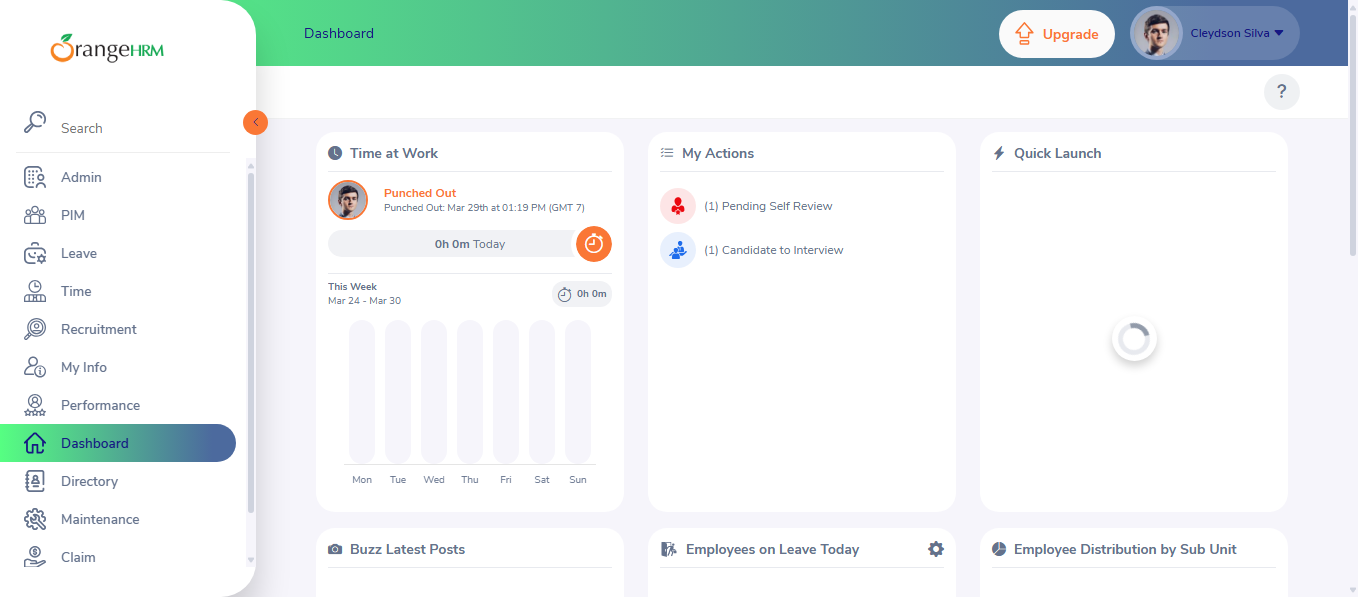 OrangeHRM
Dashboard
Upgrade
Cleydson Silva
?
Search
Admin
PIM
Leave
Time
Recruitment
My Info
Performance
Dashboard
Directory
Maintenance
Claim
Time at Work
Punched Out
Punched Out: Mar 29th at 01:19 PM (GMT 7)
0h 0m Today
This Week
Mar 24 - Mar 30
0h 0m
Mon Tue Wed Thu Fri Sat Sun
My Actions
(1) Pending Self Review
(1) Candidate to Interview
Quick Launch
Buzz Latest Posts
Employees on Leave Today
Employee Distribution by Sub Unit